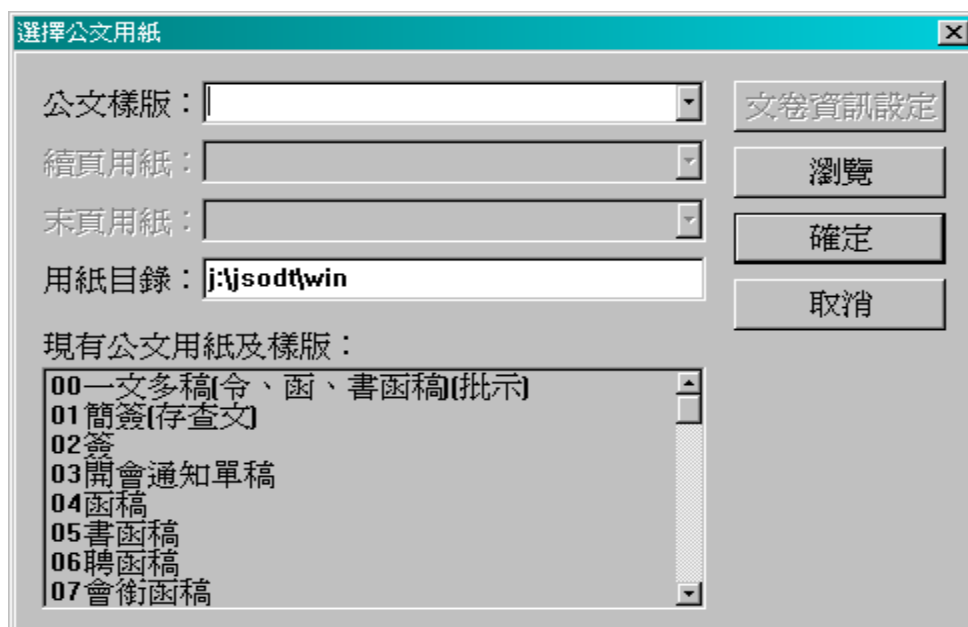 選擇公文用紙
公文樣版：
文卷資訊設定
續頁用紙：
瀏覽
末頁用紙：
確定
用紙目錄：j:\jsodt\win
取消
現有公文用紙及樣版：
00一文多稿(令、函、書函稿)(批示)
01簡簽(存查文)
02簽
03開會通知單稿
04函稿
05書函稿
06聘函稿
07會銜函稿